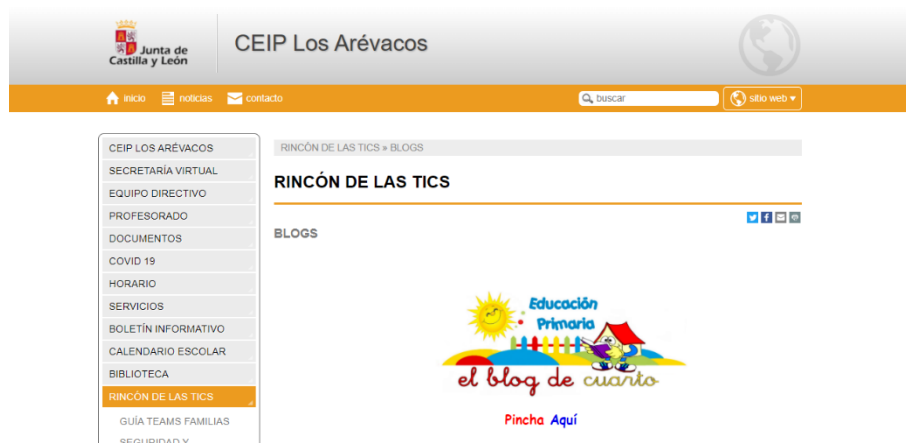 Junta de
Castilla y León
CEIP Los Arévacos
inicio noticias contacto
buscar
sitio web
CEIP LOS ARÉVACOS
SECRETARÍA VIRTUAL
EQUIPO DIRECTIVO
PROFESORADO
DOCUMENTOS
COVID 19
HORARIO
SERVICIOS
BOLETÍN INFORMATIVO
CALENDARIO ESCOLAR
BIBLIOTECA
RINCÓN DE LAS TICS
GUÍA TEAMS FAMILIAS
SEGURIDAD Y
RINCÓN DE LAS TICS » BLOGS
RINCÓN DE LAS TICS
BLOGS
Educación
Primaria
el blog de cuarto
Pincha Aquí